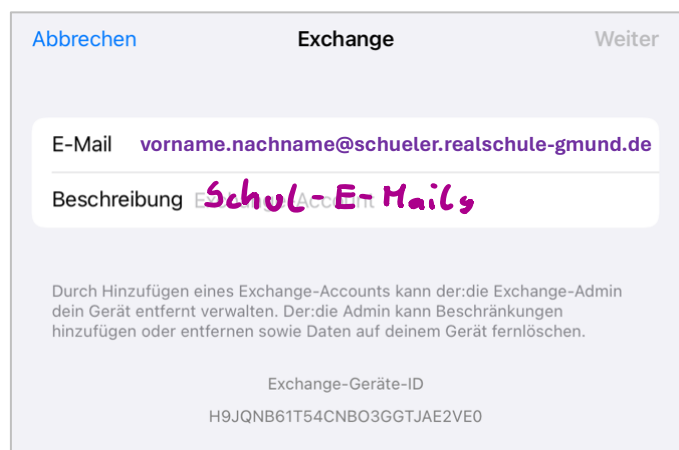 Abbrechen Exchange Weiter
E-Mail vorname.nachname@schueler.realschule-gmund.de
Beschreibung Schul-E-Mails
Durch Hinzufügen eines Exchange-Accounts kann der:die Exchange-Admin
dein Gerät entfernt verwalten. Der:die Admin kann Beschränkungen
hinzufügen oder entfernen sowie Daten auf deinem Gerät fernlöschen.
Exchange-Geräte-ID
H9JQNB61T54CNBO3GGTJAE2VE0